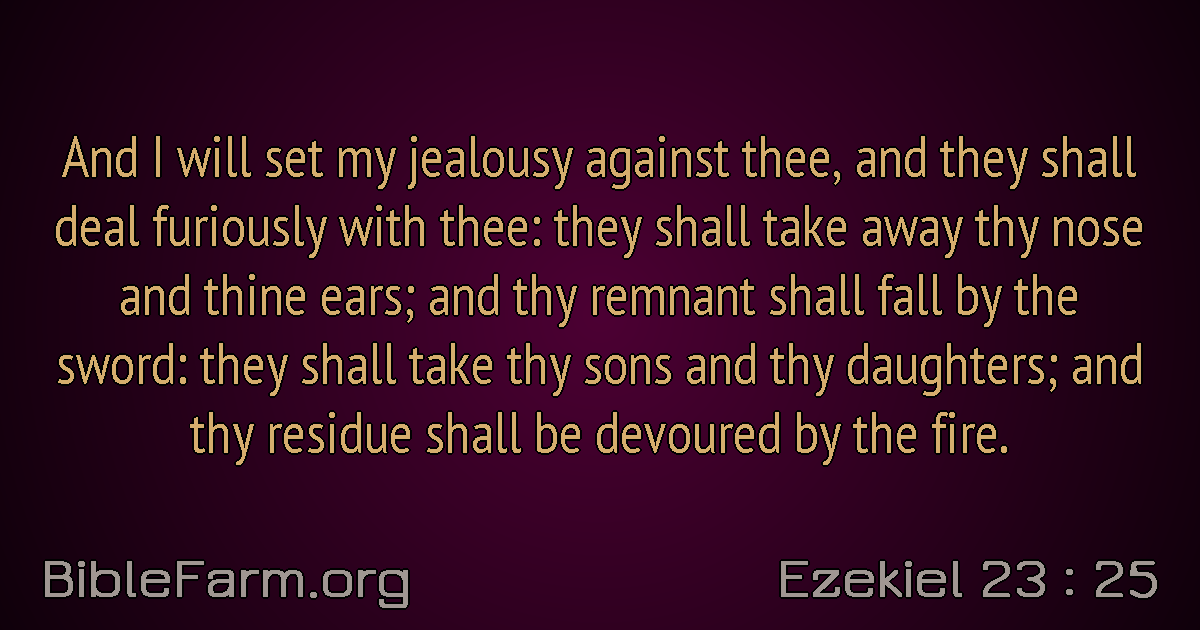 And I will set my jealousy against thee, and they shall
deal furiously with thee: they shall take away thy nose
and thine ears; and thy remnant shall fall by the
sword: they shall take thy sons and thy daughters; and
thy residue shall be devoured by the fire.
BibleFarm.org
Ezekiel 23 : 25